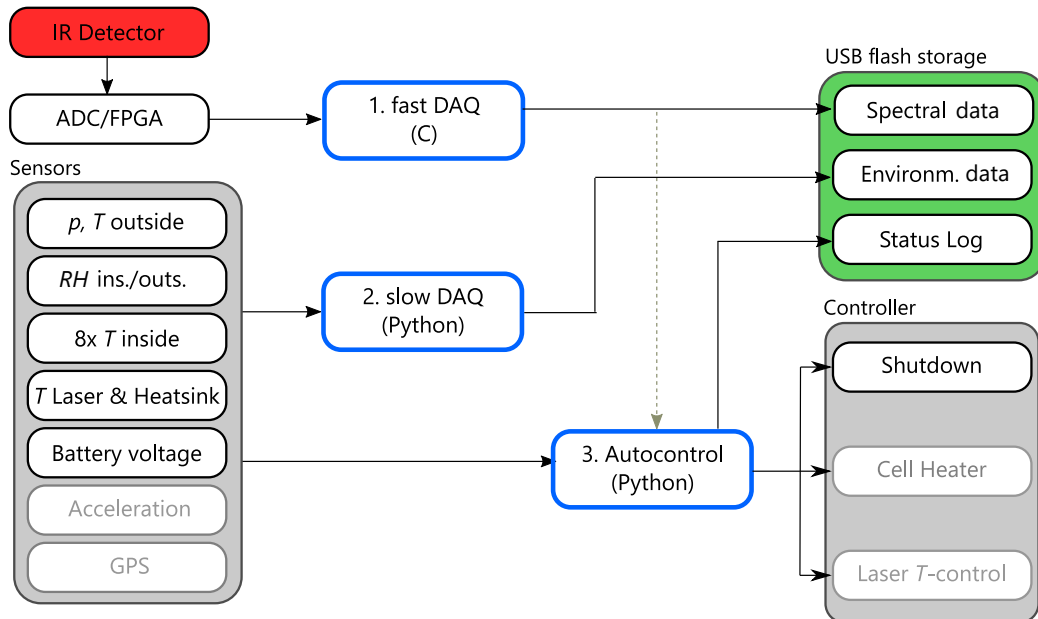 IR Detector
ADC/FPGA
1. fast DAQ
(C)
USB flash storage
Spectral data
Environm. data
Status Log
Sensors
p, T outside
RH ins./outs.
8x T inside
T Laser & Heatsink
Battery voltage
Acceleration
GPS
2. slow DAQ
(Python)
3. Autocontrol
(Python)
Controller
Shutdown
Cell Heater
Laser T-control